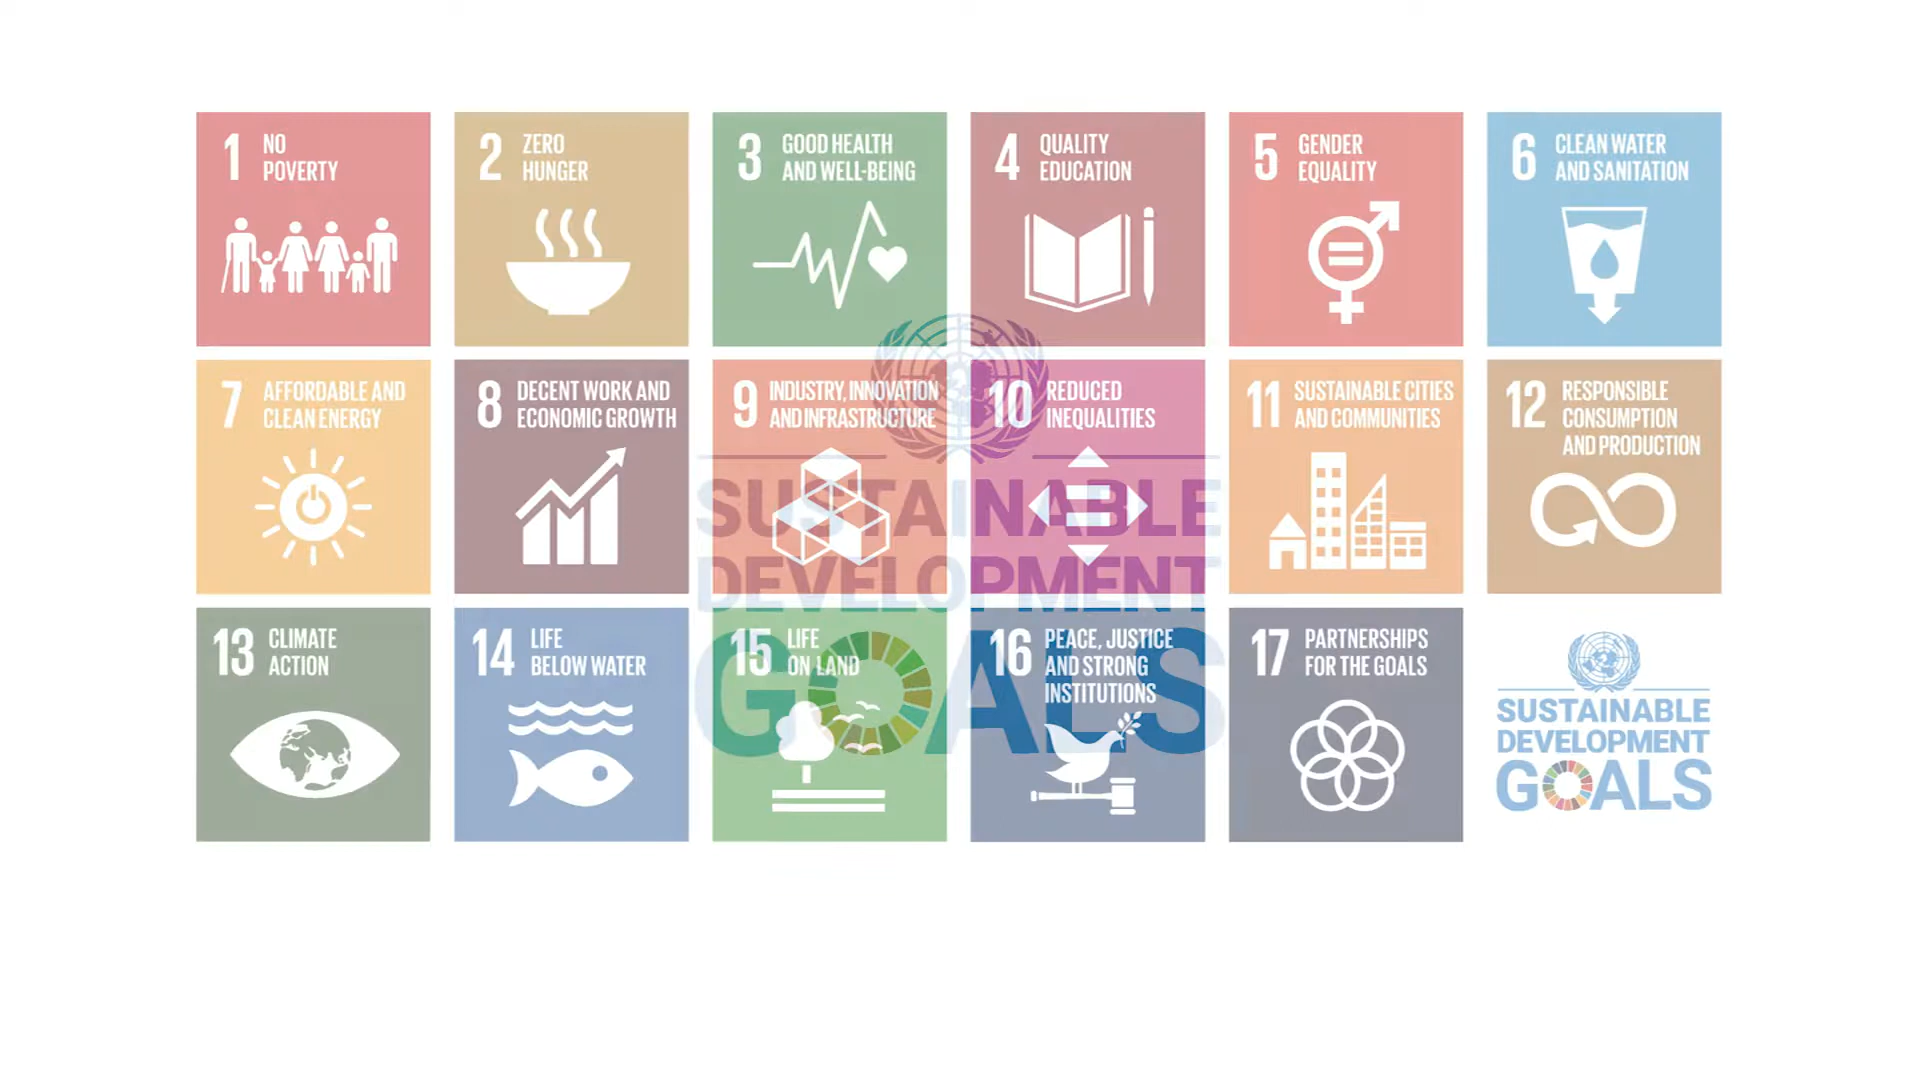 1 NO
POVERTY
2 ZERO
HUNGER
3 GOOD HEALTH
AND WELL-BEING
4 QUALITY
EDUCATION
5 GENDER
EQUALITY
6 CLEAN WATER
AND SANITATION
7 AFFORDABLE AND
CLEAN ENERGY
8 DECENT WORK AND
ECONOMIC GROWTH
9 INDUSTRY, INNOVATION
AND INFRASTRUCTURE
10 REDUCED
INEQUALITIES
11 SUSTAINABLE CITIES
AND COMMUNITIES
12 RESPONSIBLE
CONSUMPTION
AND PRODUCTION
SUSTAINABLE
DEVELOPMENT
GOALS
13 CLIMATE
ACTION
14 LIFE
BELOW WATER
15 LIFE
ON LAND
16 PEACE, JUSTICE
AND STRONG
INSTITUTIONS
17 PARTNERSHIPS
FOR THE GOALS
SUSTAINABLE
DEVELOPMENT
GOALS